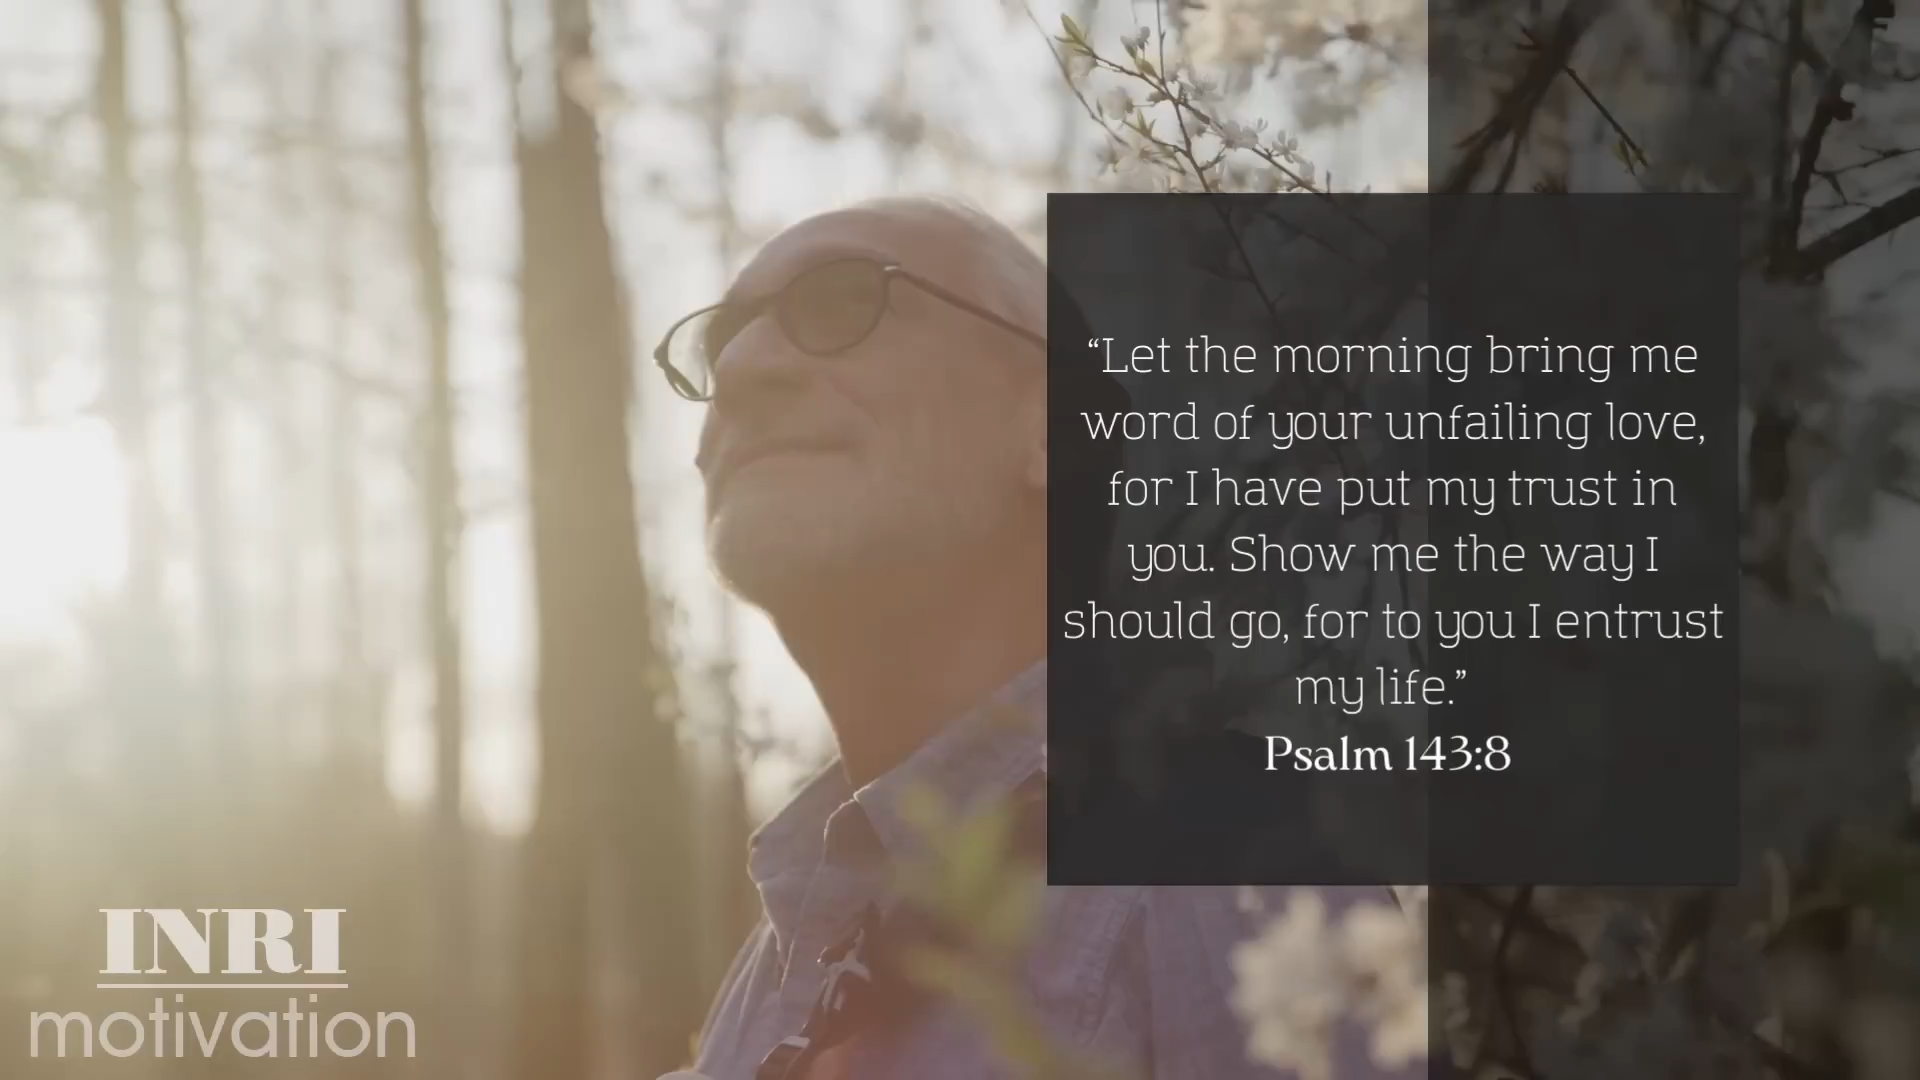 “Let the morning bring me
word of your unfailing love,
for I have put my trust in
you. Show me the way I
should go, for to you I entrust
my life.”
Psalm 143:8
INRI
motivation